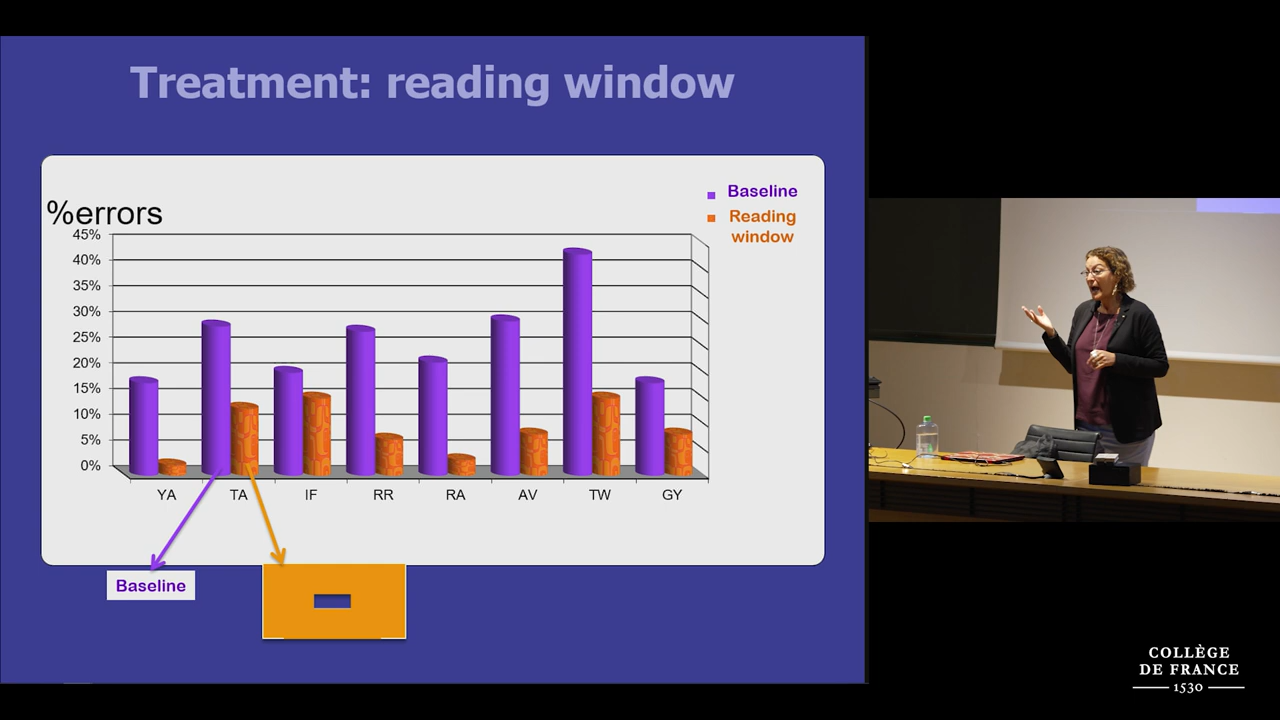 Treatment: reading window
%errors
Baseline
Reading
window
45%
40%
35%
30%
25%
20%
15%
10%
5%
0%
YA TA IF RR RA AV TW GY
Baseline
COLLÈGE
DE FRANCE
1530